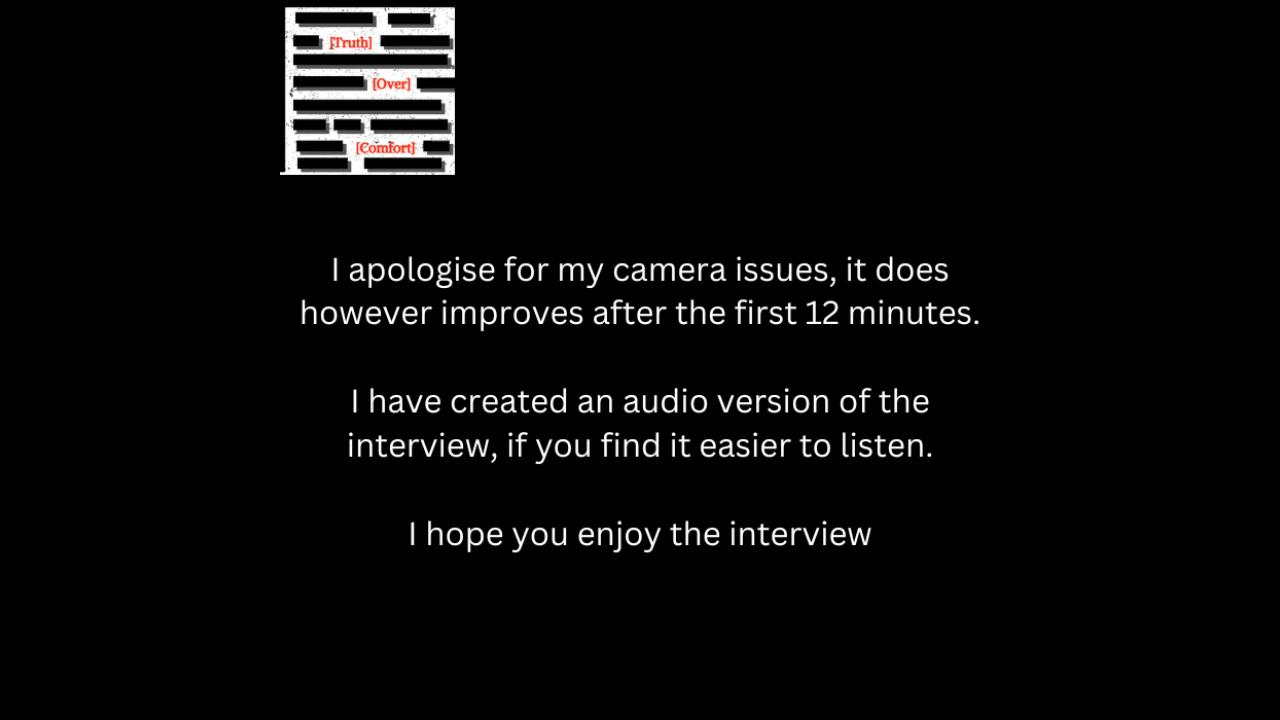 [Truth]
[Over]
[Comfort]
I apologise for my camera issues, it does
however improves after the first 12 minutes.
I have created an audio version of the
interview, if you find it easier to listen.
I hope you enjoy the interview